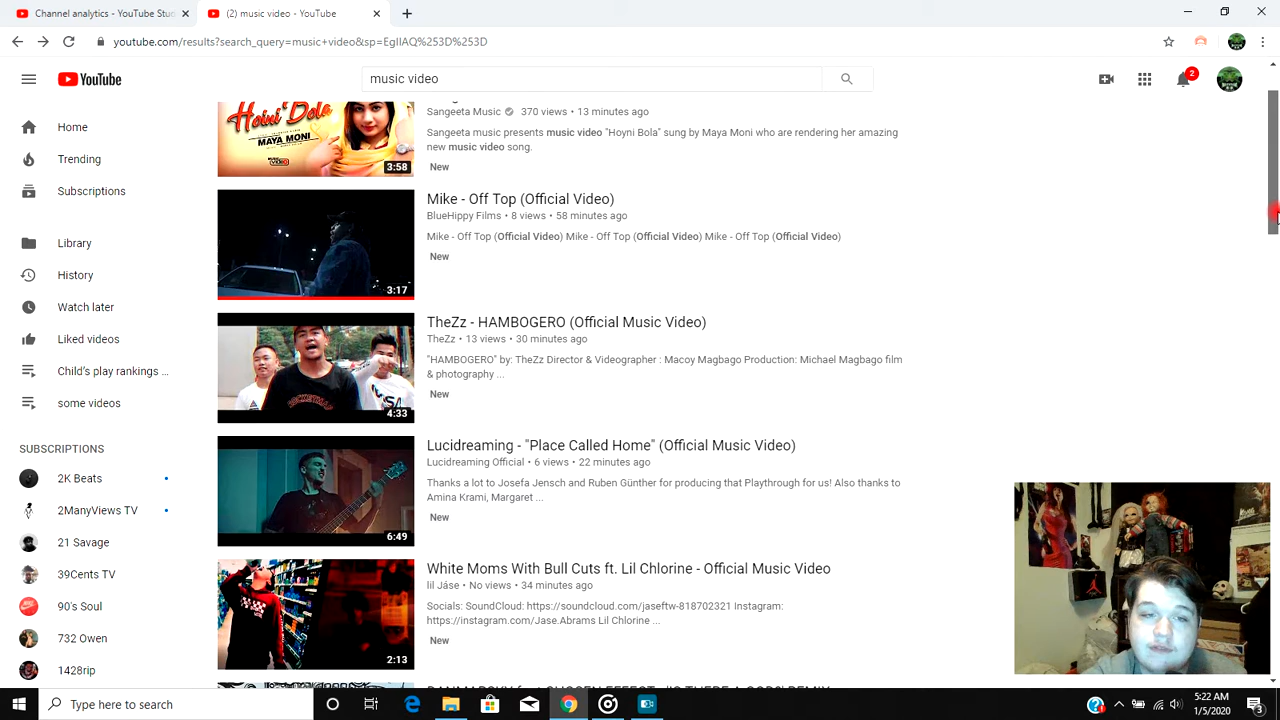 Channel analytics - YouTube Stud
(2) music video - YouTube
youtube.com/results?search_query=music+video&sp=EgIIAQ%253D%253D
YouTube
music video
2
Home
Trending
Subscriptions
Library
History
Watch later
Liked videos
Child's play rankings ...
some videos
SUBSCRIPTIONS
2K Beats
2ManyViews TV
21 Savage
39Cents TV
90's Soul
732 Owen
1428rip
Hoini Dola
MAYA MONI
MUSIC VIDEO
3:58
Sangeeta Music 370 views • 13 minutes ago
Sangeeta music presents music video "Hoyni Bola" sung by Maya Moni who are rendering her amazing
new music video song.
New
3:17
Mike - Off Top (Official Video)
BlueHippy Films • 8 views • 58 minutes ago
Mike - Off Top (Official Video) Mike - Off Top (Official Video) Mike - Off Top (Official Video)
New
4:33
TheZz - HAMBOGERO (Official Music Video)
TheZz • 13 views • 30 minutes ago
"HAMBOGERO" by: TheZz Director & Videographer : Macoy Magbago Production: Michael Magbago film
& photography ...
New
6:49
Lucidreaming - "Place Called Home" (Official Music Video)
Lucidreaming Official • 6 views • 22 minutes ago
Thanks a lot to Josefa Jensch and Ruben Günther for producing that Playthrough for us! Also thanks to
Amina Krami, Margaret ...
New
2:13
White Moms With Bull Cuts ft. Lil Chlorine - Official Music Video
lil Jáse • No views • 34 minutes ago
Socials: SoundCloud: https://soundcloud.com/jaseftw-818702321 Instagram:
https://instagram.com/Jase.Abrams Lil Chlorine ...
New
Type here to search
5:22 AM
1/5/2020
3